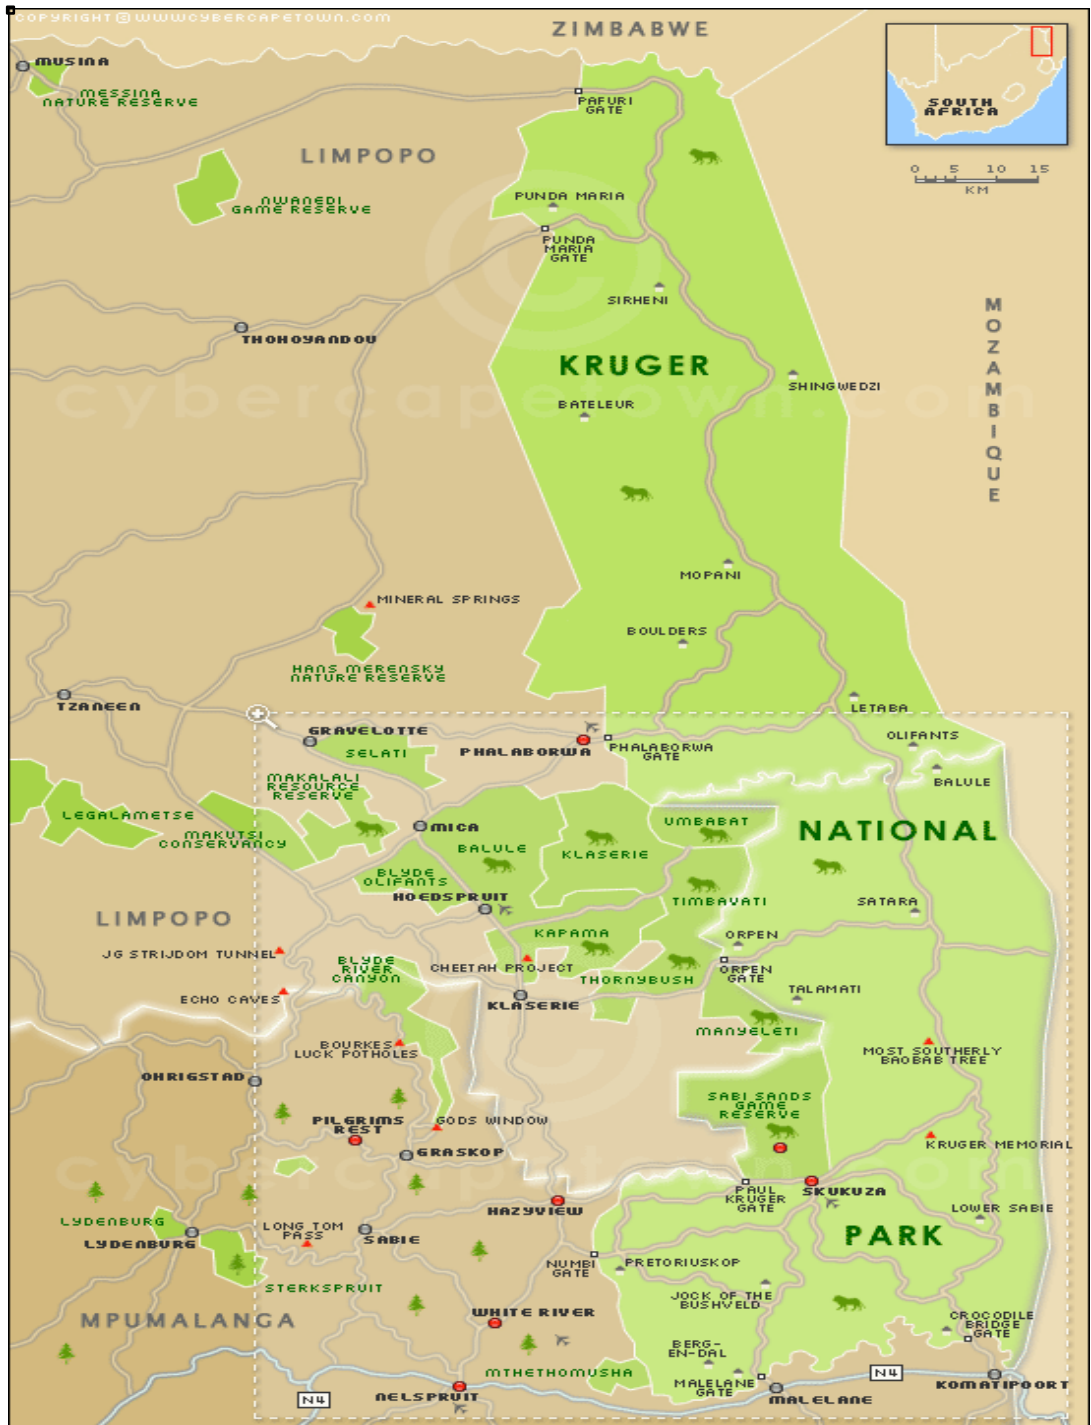 COPYRIGHT © WWW.CYBERCAPETOWN.COM
ZIMBABWE
MUSINA
MESSINA
NATURE RESERVE
PAFURI
GATE
SOUTH
AFRICA
LIMPOPO
0 5 10 15
KM
NWANEDI
GAME RESERVE
PUNDA MARIA
PUNDA
MARIA
GATE
SIRHENI
MOZAMBIQUE
THOHOYANDOU
KRUGER
SHINGWEDZI
cybercapetown.com
BATELEUR
MOPANI
MINERAL SPRINGS
BOULDERS
HANS MERENSKY
NATURE RESERVE
TZANEEN
LETABA
GRAVELOTTE
PHALABORWA
PHALABORWA
GATE
OLIFANTS
SELATI
BALULE
MAKALALI
RESOURCE
RESERVE
LEGALAMETSE
MAKUTSI
CONSERVANCY
MICA
UMBABAT
NATIONAL
BALULE
KLASERIE
BLYDE
OLIFANTS
HOEDSPRUIT
TIMBAVATI
SATARA
LIMPOPO
KAPAMA
ORPEN
JG STRIJDOM TUNNEL
BLYDE
RIVER
CANYON
CHEETAH PROJECT
THORNYBUSH
ORPEN
GATE
ECHO CAVES
KLASERIE
TALAMATI
MANYELETI
BOURKES
LUCK POTHOLES
MOST SOUTHERLY
BAOBAB TREE
OHRIGSTAD
SABI SANDS
GAME
RESERVE
PILGRIMS
REST
GODS WINDOW
KRUGER MEMORIAL
GRASKOP
cybercapetown.com
PAUL
KRUGER
GATE
SKUKUZA
HAZYVIEW
LOWER SABIE
LYDENBURG
LYDENBURG
LONG TOM
PASS
SABIE
PARK
NUMBI
GATE
PRETORIUSKOP
STERKSPRUIT
JOCK OF THE
BUSHVELD
MPUMALANGA
WHITE RIVER
CROCODILE
BRIDGE
GATE
BERG-
EN-DAL
MTHETHOMUSHA
MALELANE
GATE
N4
KOMATIPOORT
N4
NELSPRUIT
MALELANE